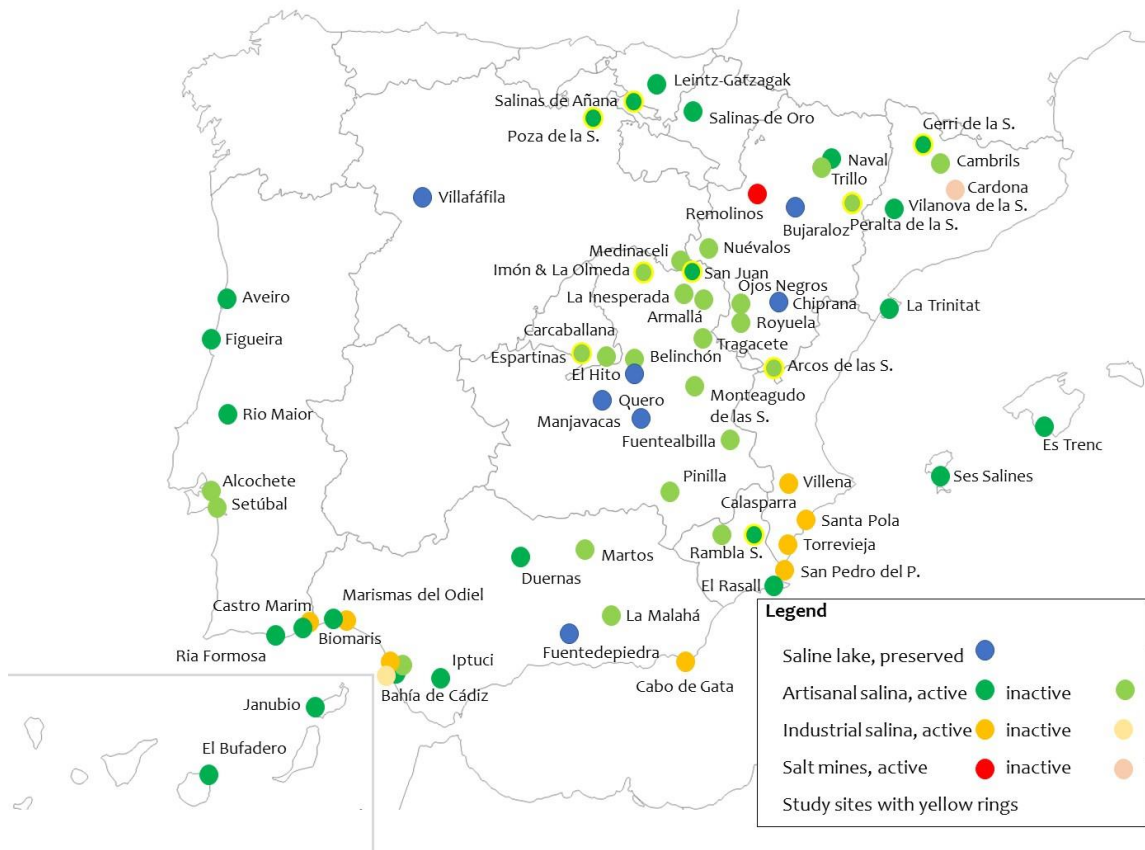 Leintz-Gatzagak
Salinas de Añana
Salinas de Oro
Poza de la S.
Gerri de la S.
Naval
Cambrils
Trillo
Cardona
Villafáfila
Remolinos
Vilanova de la S.
Bujaraloz
Peralta de la S.
Medinaceli
Nuévalos
Imón & La Olmeda
San Juan
Ojos Negros
La Inesperada
Chiprana
Aveiro
La Trinitat
Armallá
Royuela
Carcaballana
Figueira
Tragacete
Espartinas
Belinchón
Arcos de las S.
El Hito
Quero
Monteagudo
de las S.
Rio Maior
Manjavacas
Fuentealbilla
Es Trenc
Pinilla
Alcochete
Villena
Ses Salines
Setúbal
Calasparra
Santa Pola
Rambla S.
Torrevieja
Martos
San Pedro del P.
Duernas
El Rasall
Marismas del Odiel
Castro Marim
La Malahá
Biomaris
Ria Formosa
Fuentedepiedra
Iptuci
Cabo de Gata
Bahía de Cádiz
Janubio
El Bufadero
Legend
Saline lake, preserved
Artisanal salina, active inactive
Industrial salina, active inactive
Salt mines, active inactive
Study sites with yellow rings